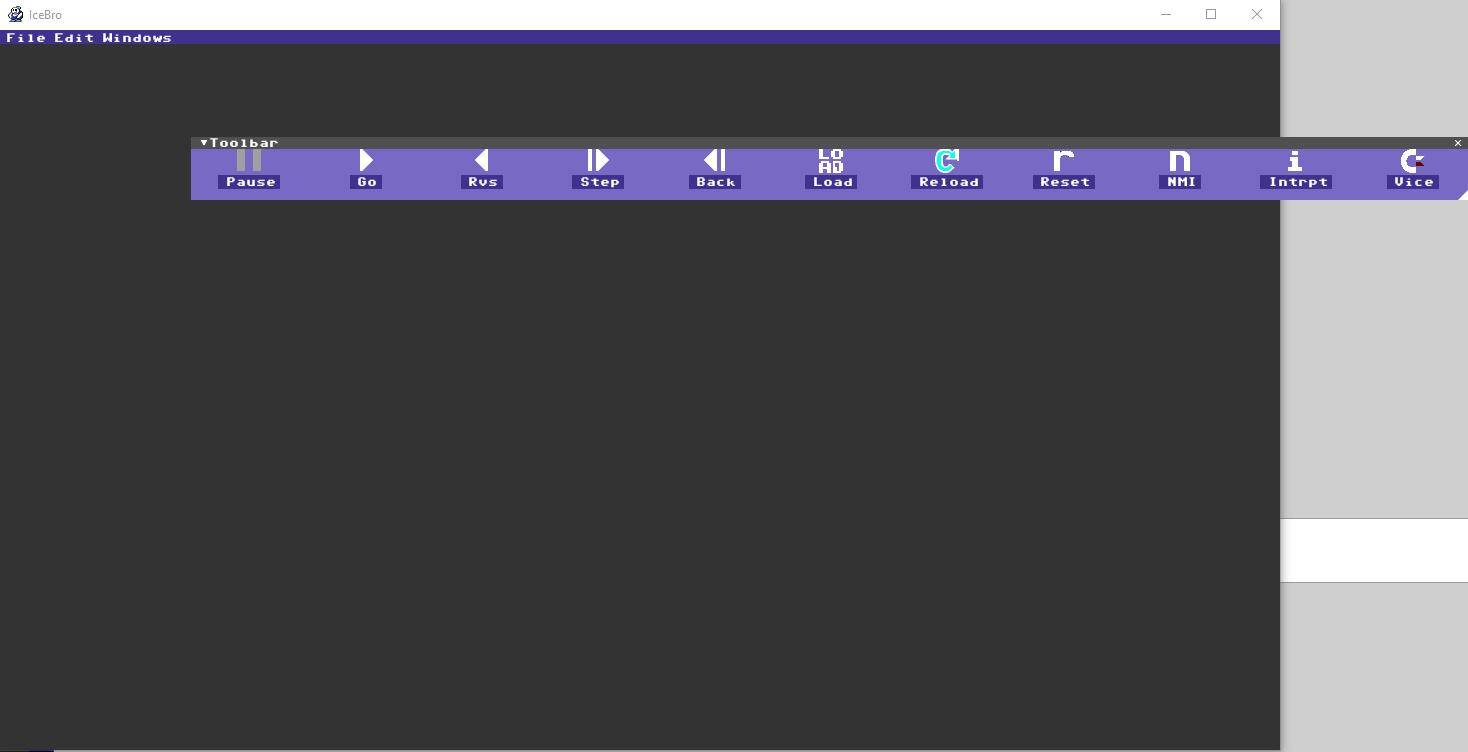 IceBro
File Edit Windows
Toolbar
LO
AD
C r n i C
Pause Go Rvs Step Back Load Reload Reset NMI Intrpt Vice